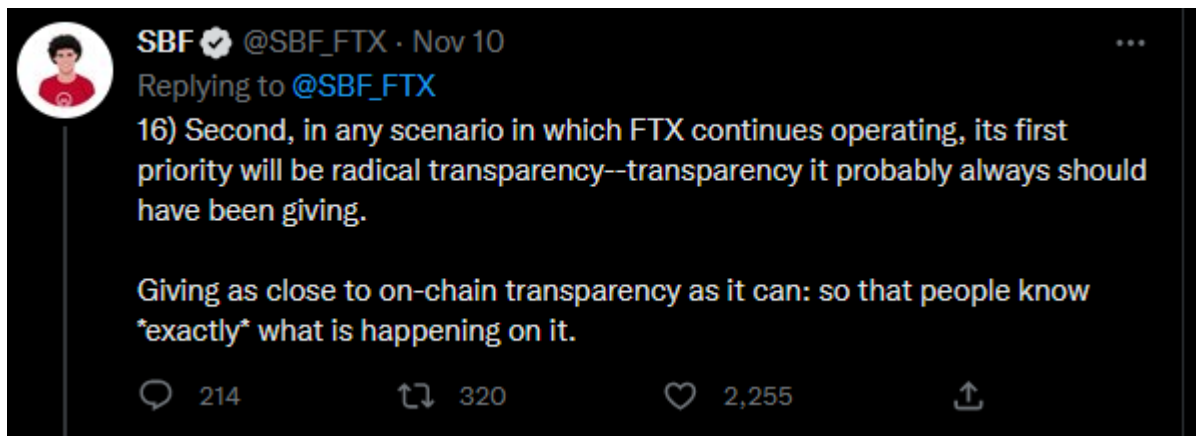 SBF @SBF_FTX · Nov 10
Replying to @SBF_FTX
16) Second, in any scenario in which FTX continues operating, its first
priority will be radical transparency--transparency it probably always should
have been giving.
Giving as close to on-chain transparency as it can: so that people know
*exactly* what is happening on it.
214 320 2,255